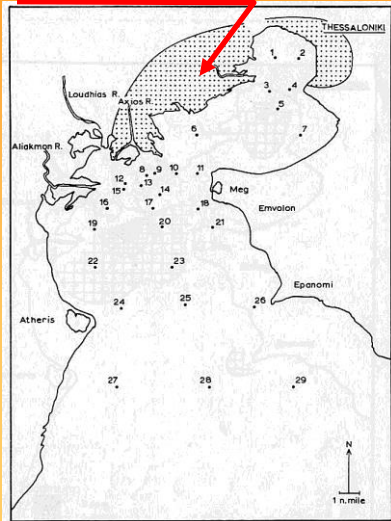 THESSALONIKI
1 2
Loudhias R.
3 4
Axios R.
5
6 7
Aliakmon R.
8 9 10 11
12 13
15 14 Meg
16 17 18 Emvolon
19 20 21
22 23
Epanomi
24 25 26
Atheris
27 28 29
N
1 n.mile